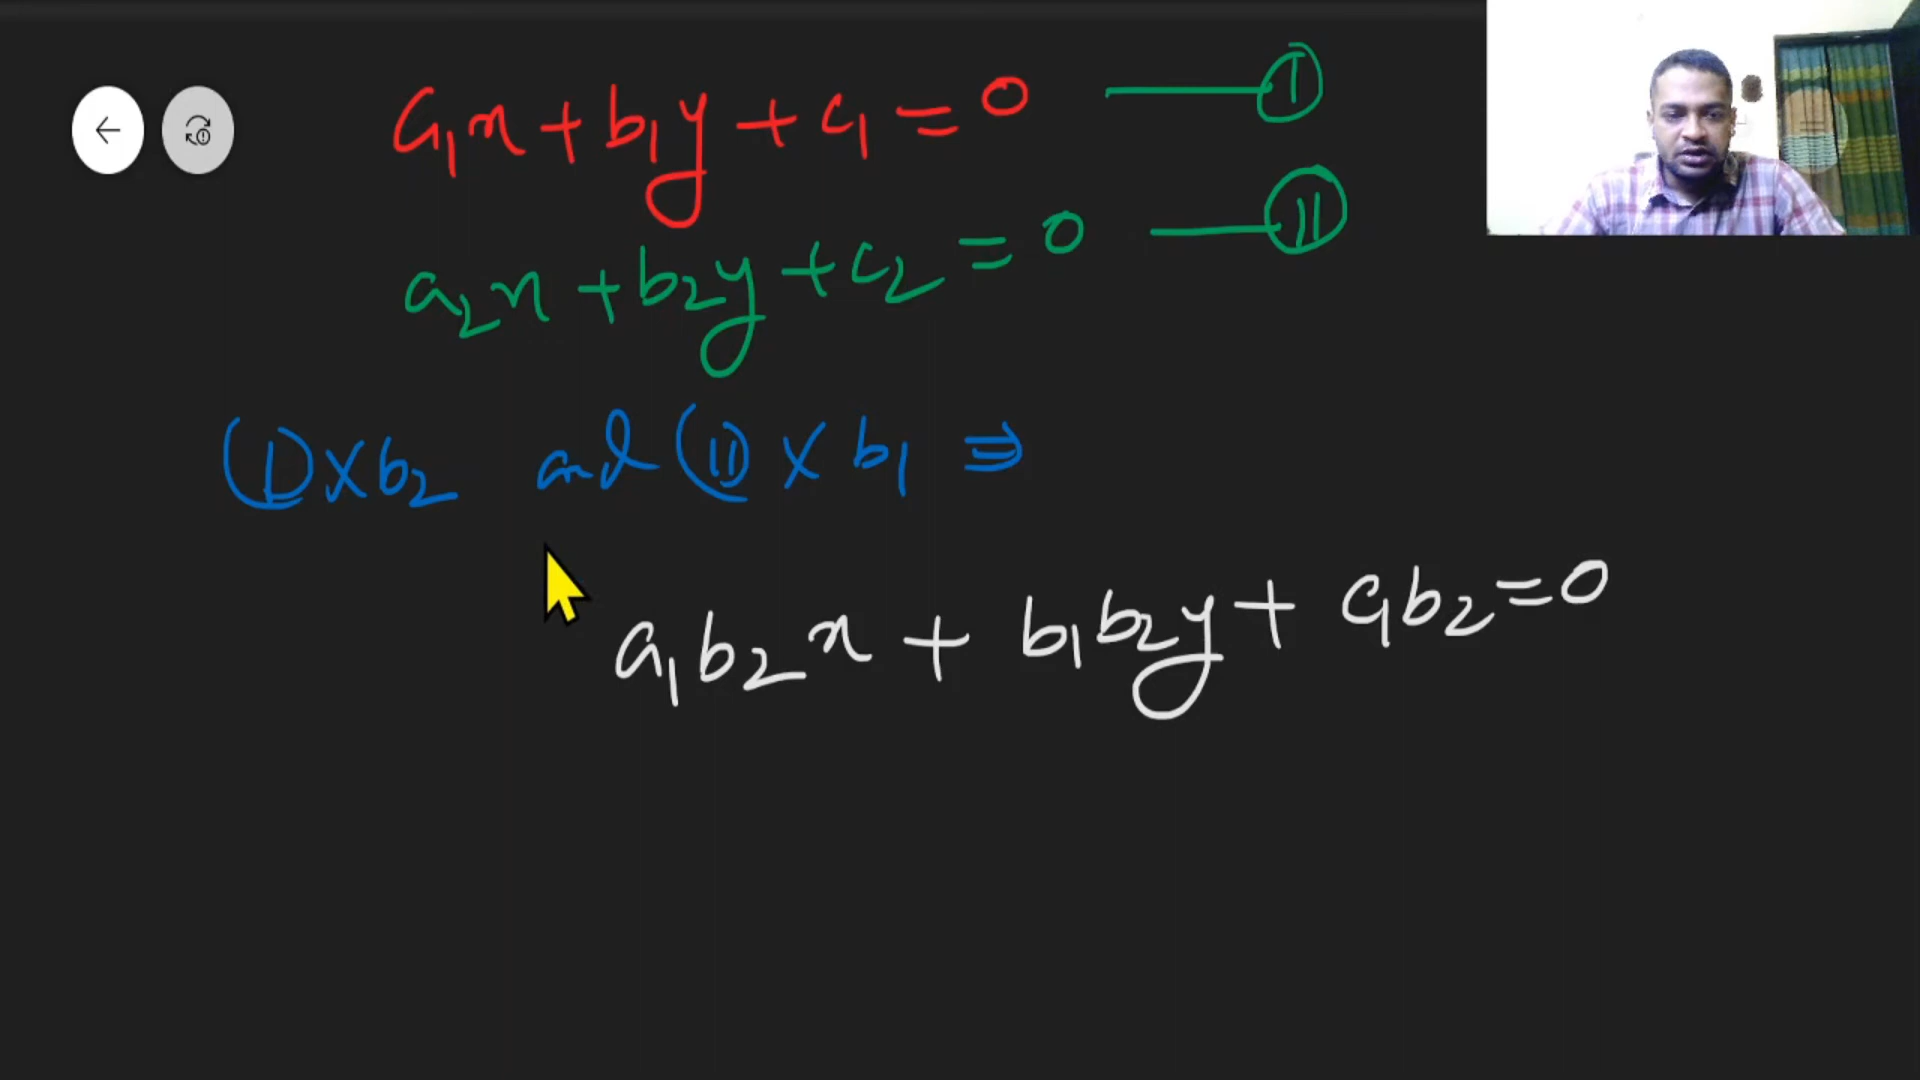 a₁x + b₁y + c₁ = 0 —— Ⓘ
a₂x + b₂y + c₂ = 0 —— Ⓘⓘ
Ⓘ × b₂ and Ⓘⓘ × b₁ ⇒
a₁b₂x + b₁b₂y + c₁b₂ = 0